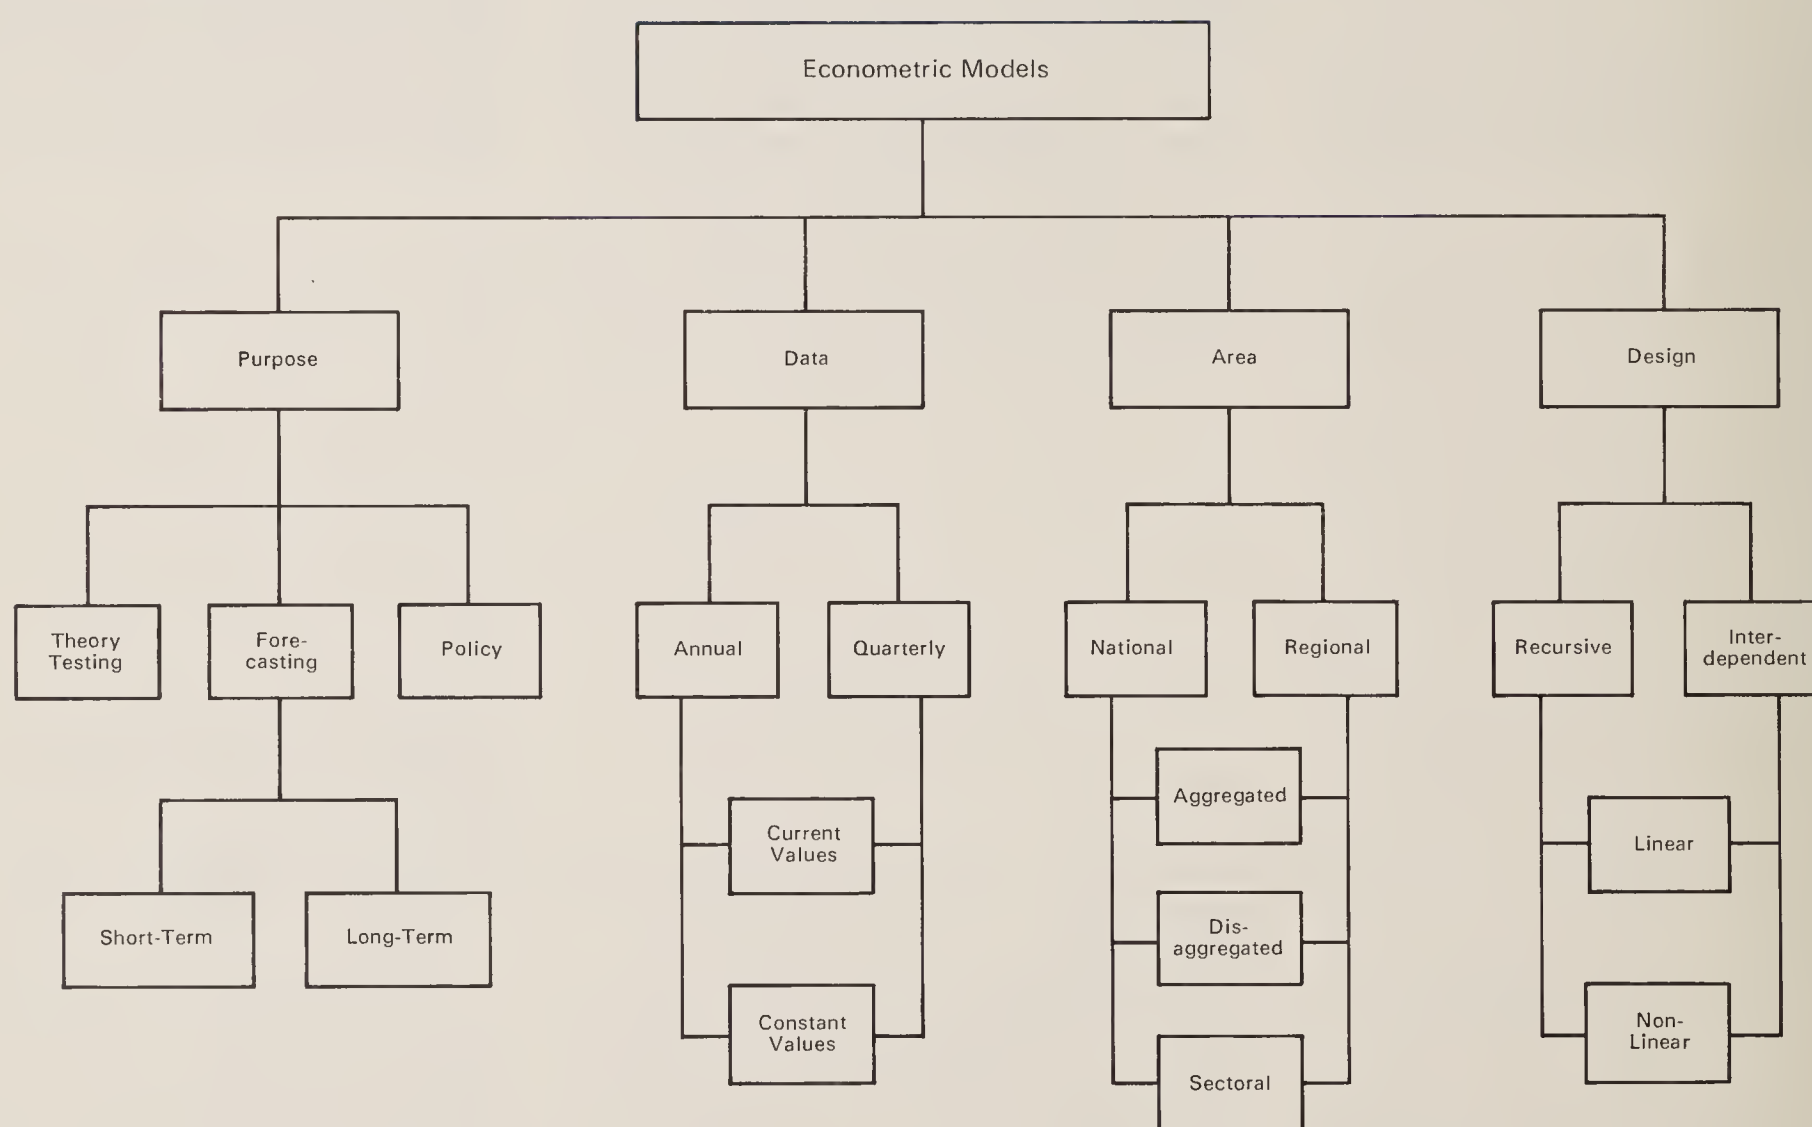 Econometric Models
Purpose
Data
Area
Design
Theory
Testing
Fore-
casting
Policy
Annual
Quarterly
National
Regional
Recursive
Inter-
dependent
Short-Term
Long-Term
Current
Values
Constant
Values
Aggregated
Dis-
aggregated
Sectoral
Linear
Non-
Linear